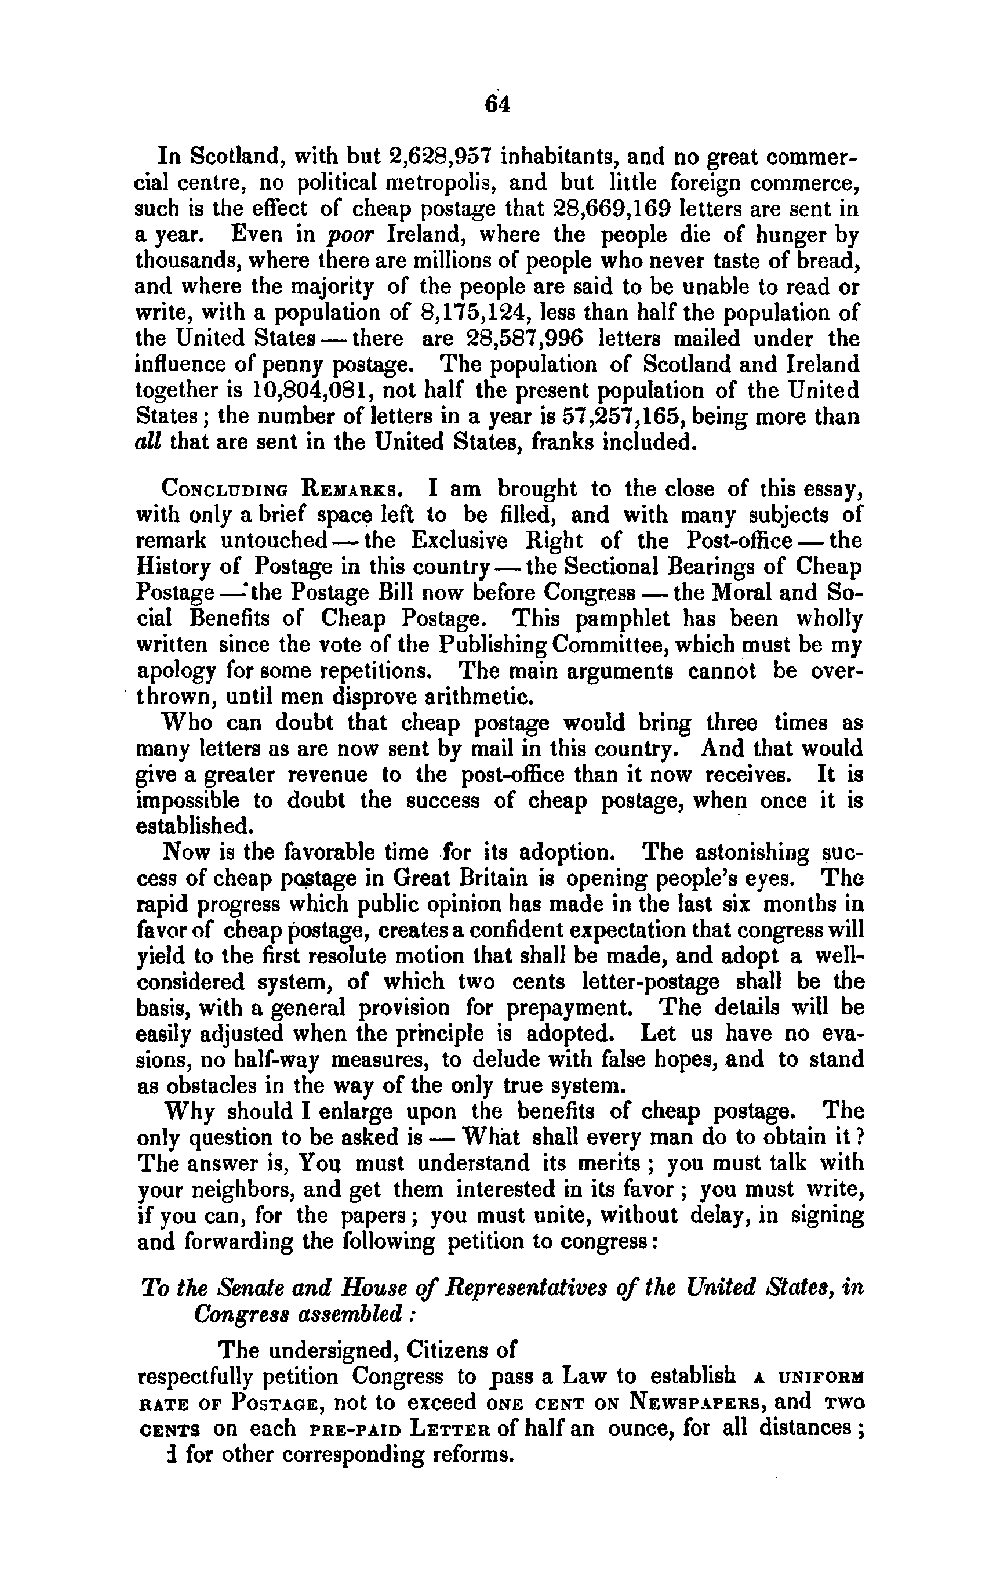 64
In Scotland, with but 2,628,957 inhabitants, and no great commer-
cial centre, no political metropolis, and but little foreign commerce,
such is the effect of cheap postage that 28,669,169 letters are sent in
a year. Even in poor Ireland, where the people die of hunger by
thousands, where there are millions of people who never taste of bread,
and where the majority of the people are said to be unable to read or
write, with a population of 8,175,124, less than half the population of
the United States — there are 28,587,996 letters mailed under the
influence of penny postage. The population of Scotland and Ireland
together is 10,804,081, not half the present population of the United
States; the number of letters in a year is 57,257,165, being more than
all that are sent in the United States, franks included.
CONCLUDING REMARKS. I am brought to the close of this essay,
with only a brief space left to be filled, and with many subjects of
remark untouched — the Exclusive Right of the Post-office — the
History of Postage in this country — the Sectional Bearings of Cheap
Postage — the Postage Bill now before Congress — the Moral and So-
cial Benefits of Cheap Postage. This pamphlet has been wholly
written since the vote of the Publishing Committee, which must be my
apology for some repetitions. The main arguments cannot be over-
thrown, until men disprove arithmetic.
Who can doubt that cheap postage would bring three times as
many letters as are now sent by mail in this country. And that would
give a greater revenue to the post-office than it now receives. It is
impossible to doubt the success of cheap postage, when once it is
established.
Now is the favorable time for its adoption. The astonishing suc-
cess of cheap postage in Great Britain is opening people's eyes. The
rapid progress which public opinion has made in the last six months in
favor of cheap postage, creates a confident expectation that congress will
yield to the first resolute motion that shall be made, and adopt a well-
considered system, of which two cents letter-postage shall be the
basis, with a general provision for prepayment. The details will be
easily adjusted when the principle is adopted. Let us have no eva-
sions, no half-way measures, to delude with false hopes, and to stand
as obstacles in the way of the only true system.
Why should I enlarge upon the benefits of cheap postage. The
only question to be asked is — What shall every man do to obtain it?
The answer is, You must understand its merits; you must talk with
your neighbors, and get them interested in its favor; you must write,
if you can, for the papers; you must unite, without delay, in signing
and forwarding the following petition to congress:
To the Senate and House of Representatives of the United States, in
Congress assembled:
The undersigned, Citizens of
respectfully petition Congress to pass a Law to establish A UNIFORM
RATE OF POSTAGE, not to exceed ONE CENT ON NEWSPAPERS, and TWO
CENTS on each PRE-PAID LETTER of half an ounce, for all distances;
for other corresponding reforms.